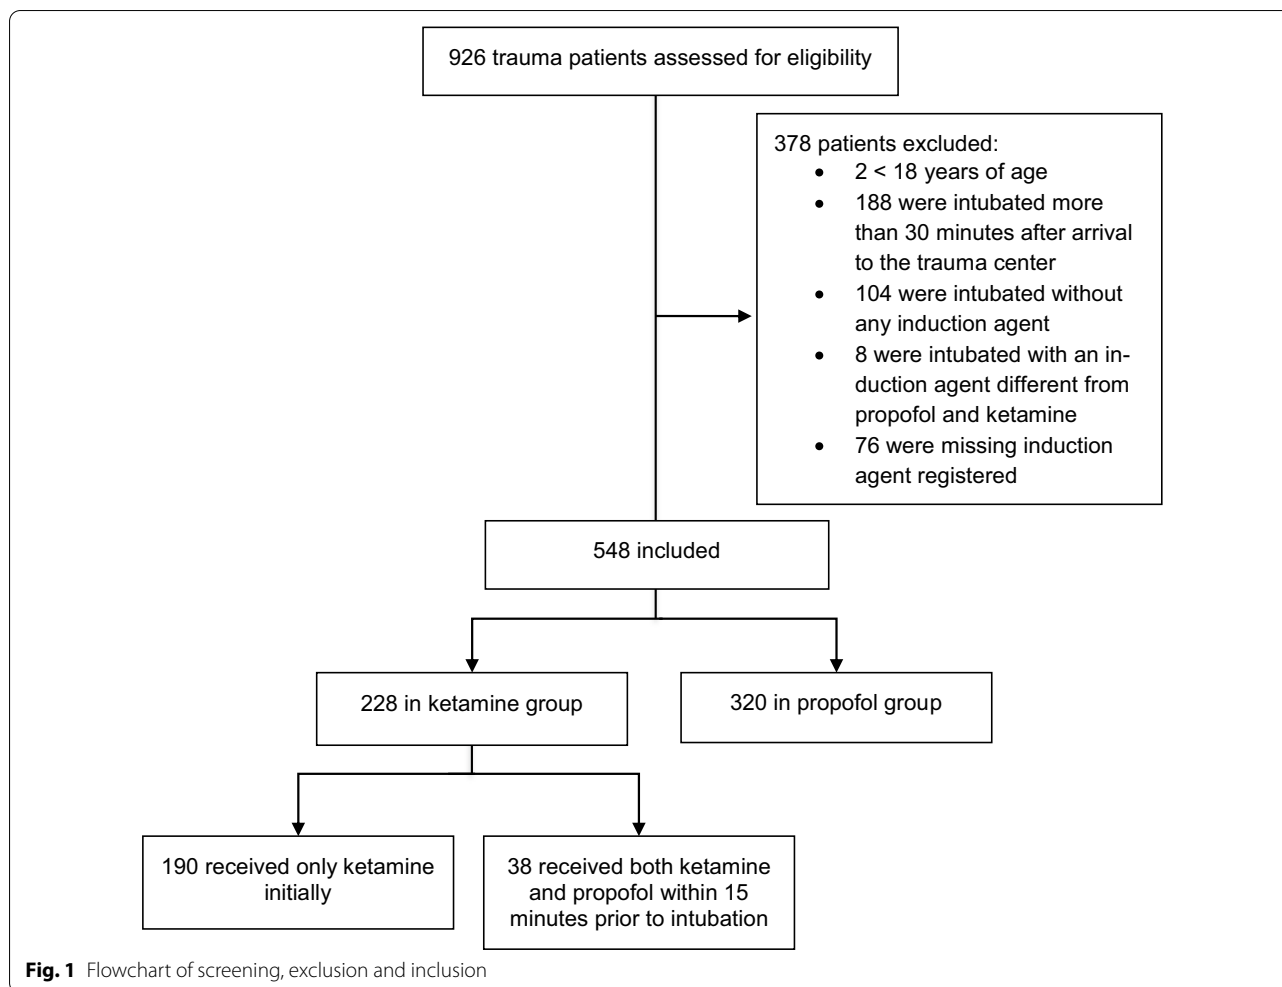 926 trauma patients assessed for eligibility
378 patients excluded:
• 2 < 18 years of age
• 188 were intubated more
than 30 minutes after arrival
to the trauma center
• 104 were intubated without
any induction agent
• 8 were intubated with an in-
duction agent different from
propofol and ketamine
• 76 were missing induction
agent registered
548 included
228 in ketamine group
320 in propofol group
190 received only ketamine
initially
38 received both ketamine
and propofol within 15
minutes prior to intubation
Fig. 1 Flowchart of screening, exclusion and inclusion